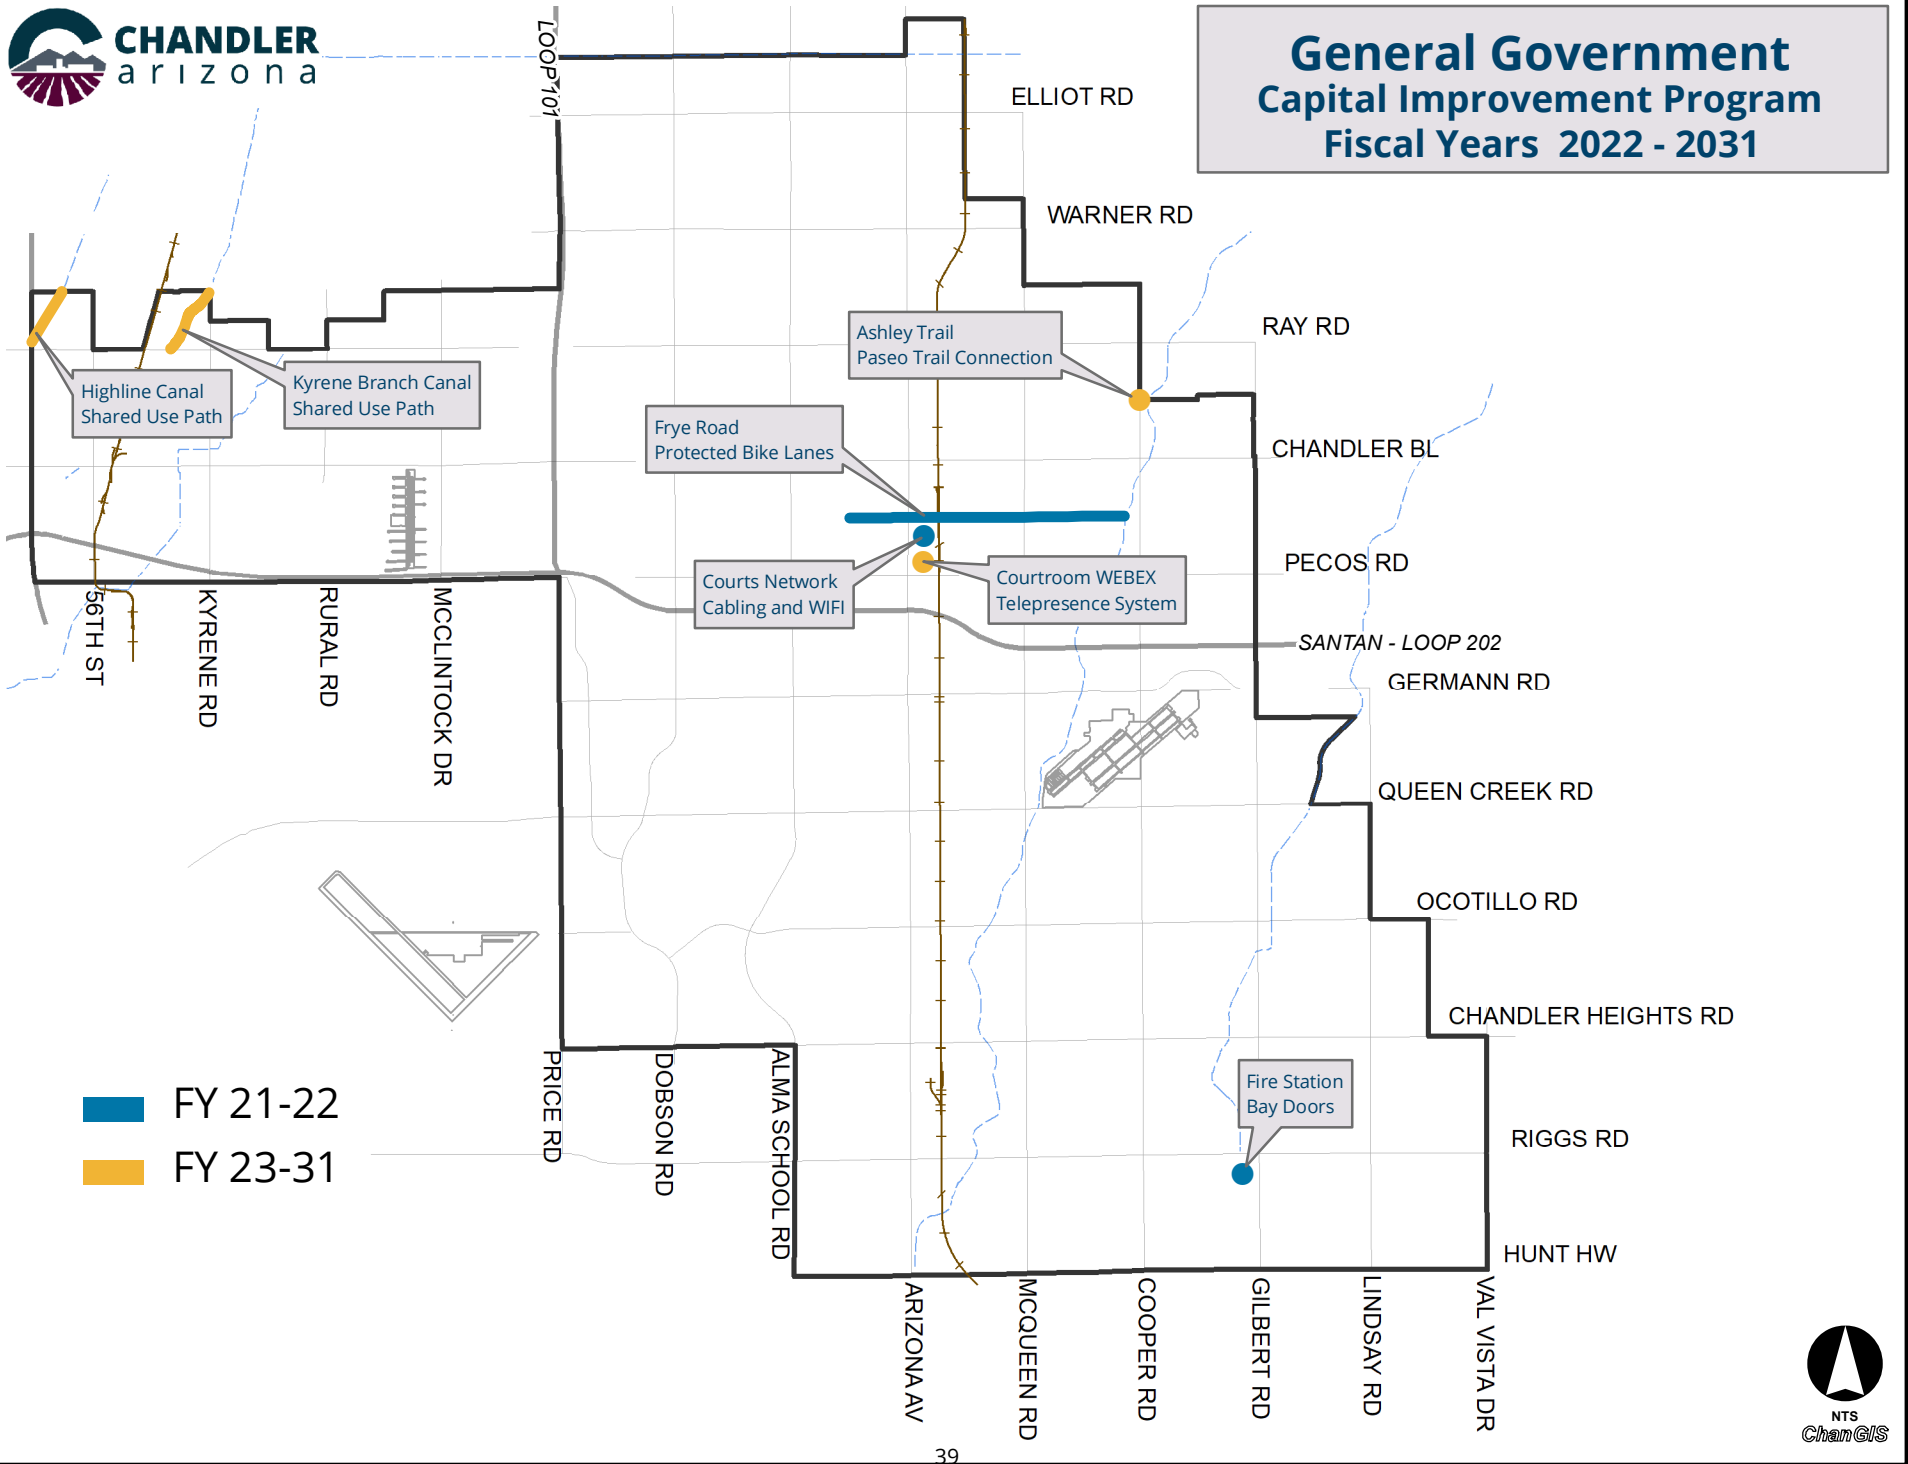 CHANDLER
arizona
General Government
Capital Improvement Program
Fiscal Years 2022 - 2031
LOOP 101
ELLIOT RD
WARNER RD
RAY RD
CHANDLER BL
PECOS RD
SANTAN - LOOP 202
GERMANN RD
QUEEN CREEK RD
OCOTILLO RD
CHANDLER HEIGHTS RD
RIGGS RD
HUNT HW
Ashley Trail
Paseo Trail Connection
Highline Canal
Shared Use Path
Kyrene Branch Canal
Shared Use Path
Frye Road
Protected Bike Lanes
Courts Network
Cabling and WIFI
Courtroom WEBEX
Telepresence System
Fire Station
Bay Doors
56TH ST
KYRENE RD
RURAL RD
MCCLINTOCK DR
PRICE RD
DOBSON RD
ALMA SCHOOL RD
ARIZONA AV
MCQUEEN RD
COOPER RD
GILBERT RD
LINDSAY RD
VAL VISTA DR
FY 21-22
FY 23-31
NTS
ChanGIS
39